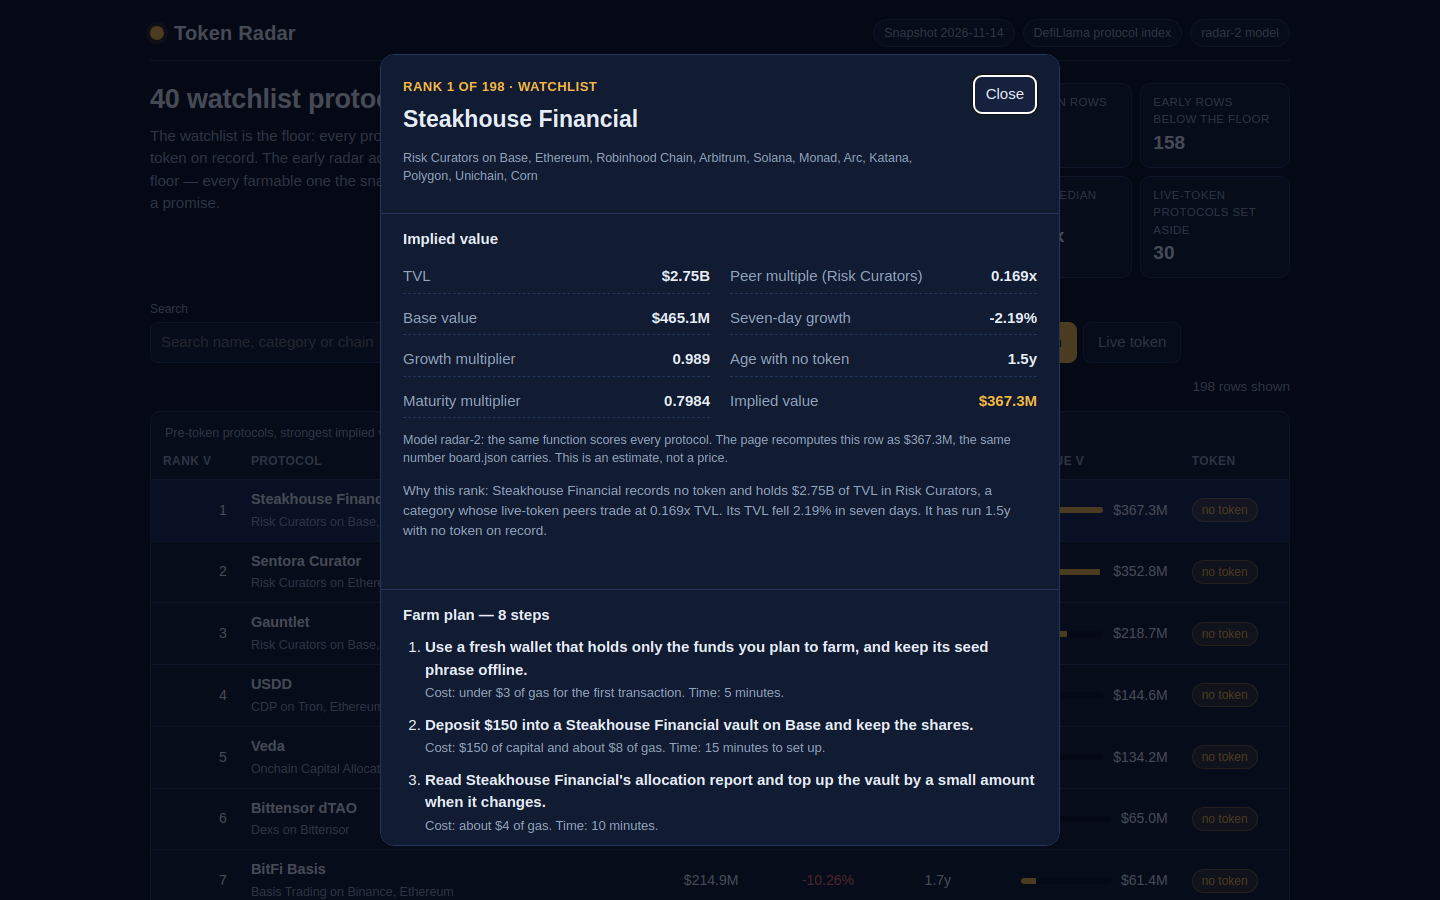 Token Radar
Snapshot 2026-11-14
DefiLlama protocol index
radar-2 model
40 watchlist protoc
The watchlist is the floor: every pro
token on record. The early radar ad
floor — every farmable one the sna
a promise.
N ROWS
EARLY ROWS
BELOW THE FLOOR
158
EDIAN
x
LIVE-TOKEN
PROTOCOLS SET
ASIDE
30
Search
Search name, category or chain
Live token
198 rows shown
Pre-token protocols, strongest implied v
RANK V
PROTOCOL
UE V
TOKEN
1
Steakhouse Financ
Risk Curators on Base,
$367.3M
no token
2
Sentora Curator
Risk Curators on Ethere
$352.8M
no token
3
Gauntlet
Risk Curators on Base,
$218.7M
no token
4
USDD
CDP on Tron, Ethereum
$144.6M
no token
5
Veda
Onchain Capital Allocat
$134.2M
no token
6
Bittensor dTAO
Dexs on Bittensor
$65.0M
no token
7
BitFi Basis
Basis Trading on Binance, Ethereum
$214.9M
-10.26%
1.7y
$61.4M
no token
RANK 1 OF 198 · WATCHLIST
Close
Steakhouse Financial
Risk Curators on Base, Ethereum, Robinhood Chain, Arbitrum, Solana, Monad, Arc, Katana,
Polygon, Unichain, Corn
Implied value
TVL
$2.75B
Peer multiple (Risk Curators)
0.169x
Base value
$465.1M
Seven-day growth
-2.19%
Growth multiplier
0.989
Age with no token
1.5y
Maturity multiplier
0.7984
Implied value
$367.3M
Model radar-2: the same function scores every protocol. The page recomputes this row as $367.3M, the same
number board.json carries. This is an estimate, not a price.
Why this rank: Steakhouse Financial records no token and holds $2.75B of TVL in Risk Curators, a
category whose live-token peers trade at 0.169x TVL. Its TVL fell 2.19% in seven days. It has run 1.5y
with no token on record.
Farm plan — 8 steps
1. Use a fresh wallet that holds only the funds you plan to farm, and keep its seed
phrase offline.
Cost: under $3 of gas for the first transaction. Time: 5 minutes.
2. Deposit $150 into a Steakhouse Financial vault on Base and keep the shares.
Cost: $150 of capital and about $8 of gas. Time: 15 minutes to set up.
3. Read Steakhouse Financial's allocation report and top up the vault by a small amount
when it changes.
Cost: about $4 of gas. Time: 10 minutes.